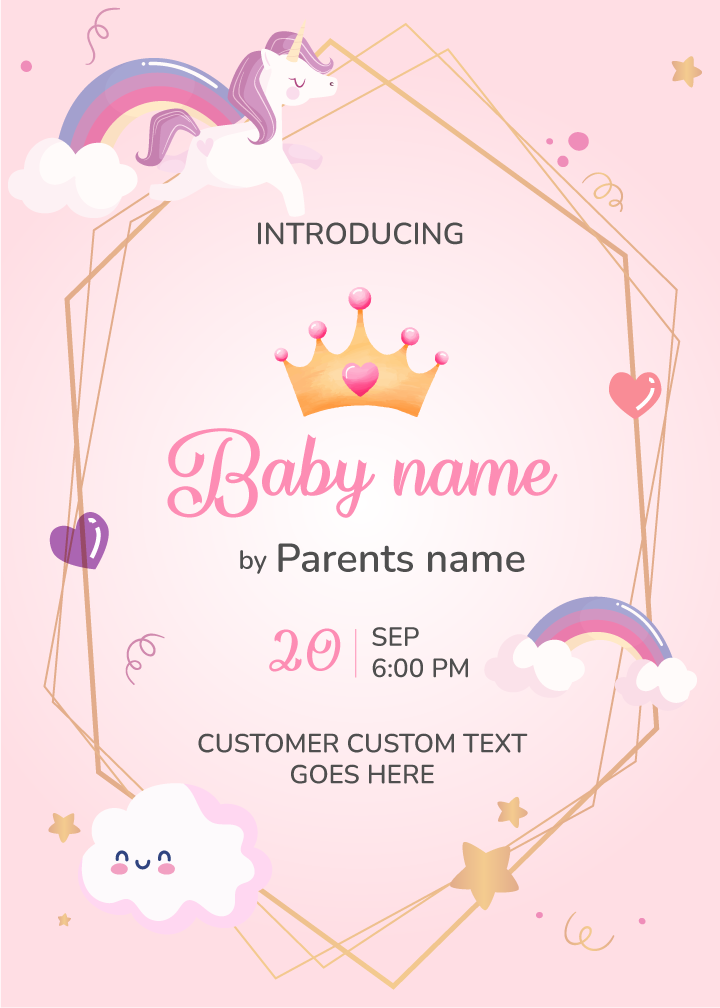 INTRODUCING
Baby name
by Parents name
20 SEP
6:00 PM
CUSTOMER CUSTOM TEXT
GOES HERE